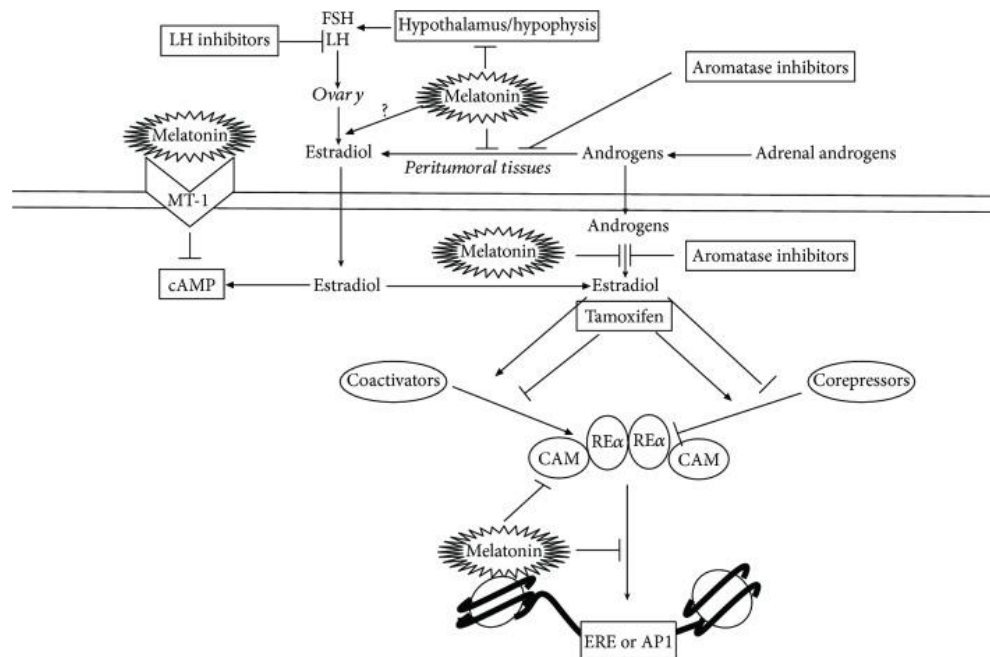 FSH
Hypothalamus/hypophysis
LH inhibitors
LH
Aromatase inhibitors
Ovary
Melatonin
?
Melatonin
Estradiol
Peritumoral tissues
Androgens
Adrenal androgens
MT-1
Androgens
Melatonin
Aromatase inhibitors
cAMP
Estradiol
Estradiol
Tamoxifen
Coactivators
Corepressors
REα
REα
CAM
CAM
Melatonin
ERE or AP1